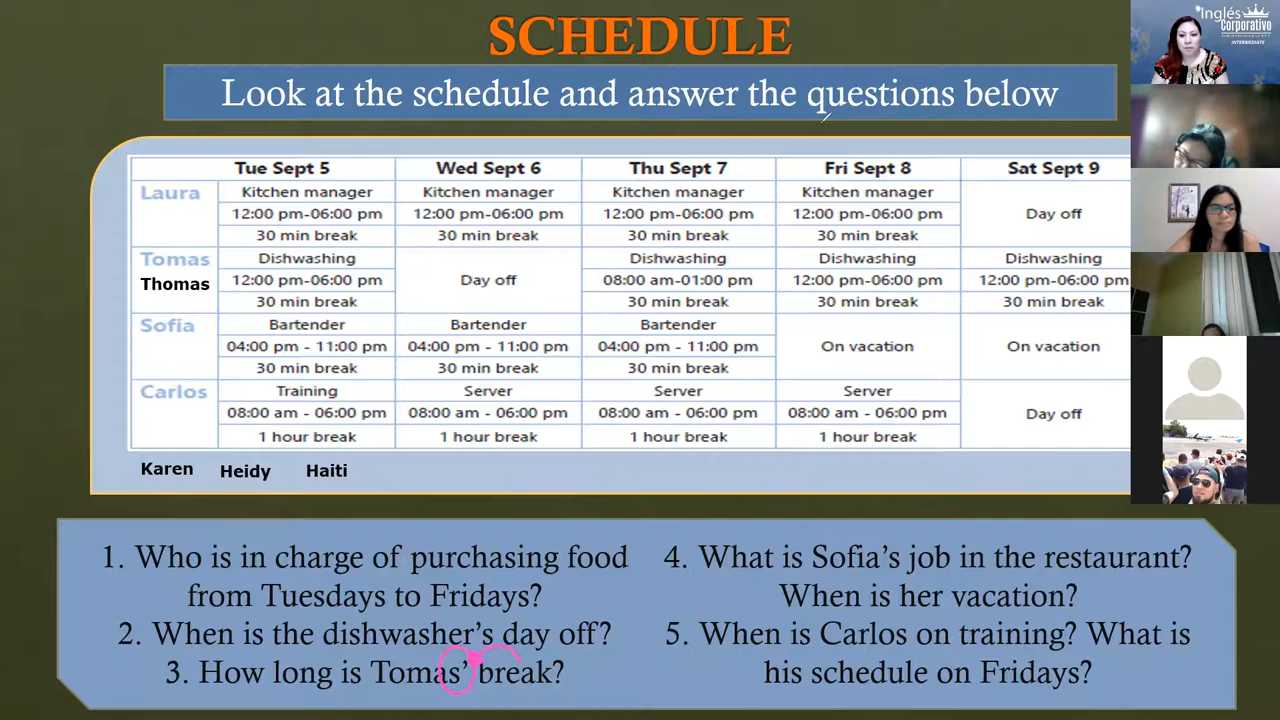 SCHEDULE
Look at the schedule and answer the questions below
Tue Sept 5 Wed Sept 6 Thu Sept 7 Fri Sept 8 Sat Sept 9
Laura Kitchen manager Kitchen manager Kitchen manager Kitchen manager
12:00 pm-06:00 pm 12:00 pm-06:00 pm 12:00 pm-06:00 pm 12:00 pm-06:00 pm Day off
30 min break 30 min break 30 min break 30 min break
Tomas Dishwashing Dishwashing Dishwashing Dishwashing
Thomas 12:00 pm-06:00 pm Day off 08:00 am-01:00 pm 12:00 pm-06:00 pm 12:00 pm-06:00 pm
30 min break 30 min break 30 min break 30 min break
Sofia Bartender Bartender Bartender
04:00 pm - 11:00 pm 04:00 pm - 11:00 pm 04:00 pm - 11:00 pm On vacation On vacation
30 min break 30 min break 30 min break
Carlos Training Server Server Server
08:00 am - 06:00 pm 08:00 am - 06:00 pm 08:00 am - 06:00 pm 08:00 am - 06:00 pm Day off
1 hour break 1 hour break 1 hour break 1 hour break
Karen Heidy Haiti
1. Who is in charge of purchasing food
from Tuesdays to Fridays?
2. When is the dishwasher's day off?
3. How long is Tomas' break?
4. What is Sofia's job in the restaurant?
When is her vacation?
5. When is Carlos on training? What is
his schedule on Fridays?
Inglés
Corporativo
INTERMEDIATE